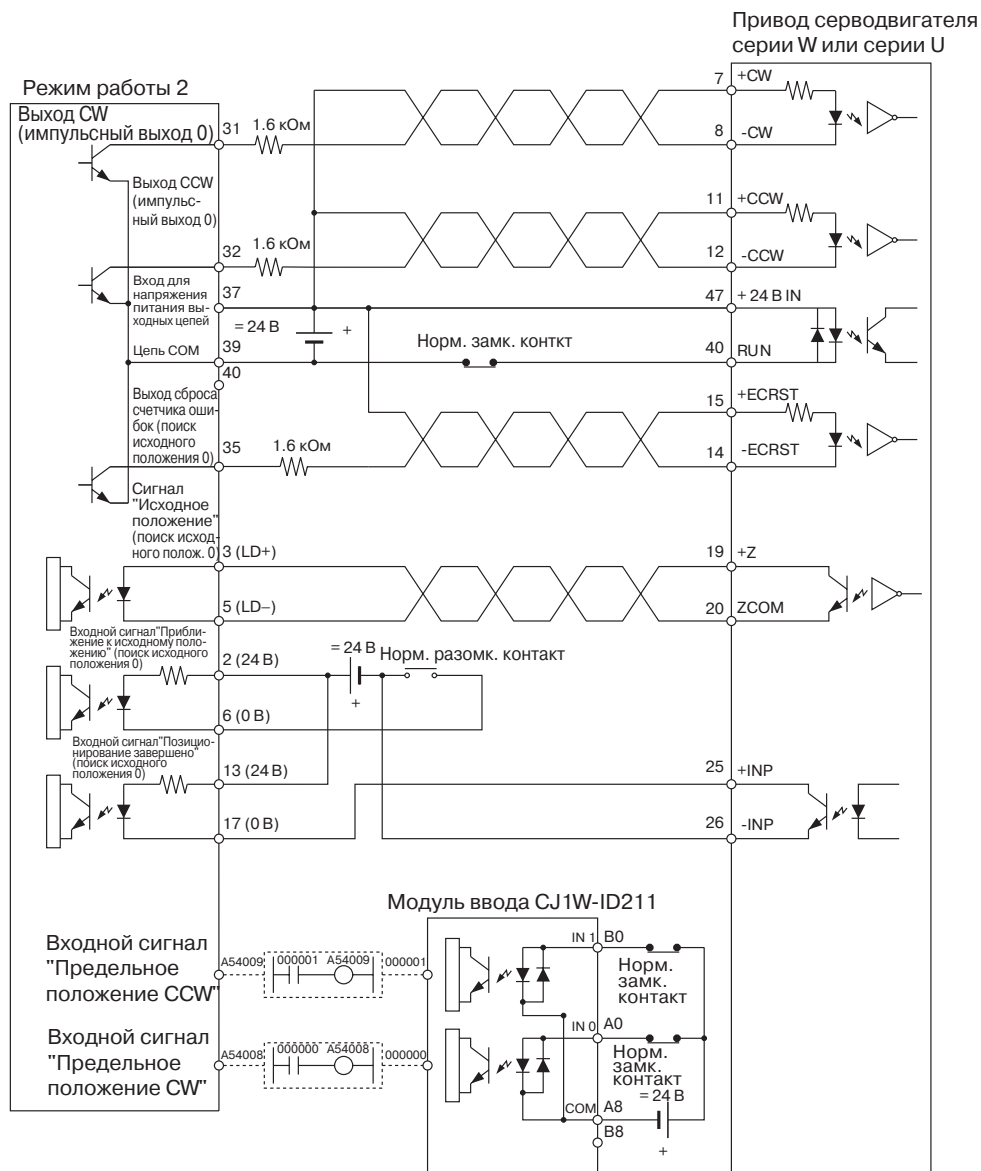 Привод серводвигателя
серии W или серии U
Режим работы 2
Выход CW
(импульсный выход 0)
31
1.6 кОм
7
+CW
8
-CW
Выход CCW
(импульс-
ный выход 0)
32
1.6 кОм
11
+CCW
12
-CCW
Вход для
напряжения
питания вы-
ходных цепей
37
= 24 В
+
47
+ 24 В IN
Цепь COM
39
40
Норм. замк. конткт
40
RUN
Выход сброса
счетчика оши-
бок (поиск
исходного
положения 0)
35
1.6 кОм
15
+ECRST
14
-ECRST
Сигнал
"Исходное
положение"
(поиск исход-
ного полож. 0)
3 (LD+)
5 (LD–)
19
+Z
20
ZCOM
Входной сигнал"Прибли-
жение к исходному поло-
жению" (поиск исходного
положения 0)
2 (24 В)
6 (0 В)
= 24 В
+
Норм. разомк. контакт
Входной сигнал"Позицио-
нирование завершено"
(поиск исходного
положения 0)
13 (24 В)
17 (0 В)
25
+INP
26
-INP
Модуль ввода CJ1W-ID211
Входной сигнал
"Предельное
положение CCW"
A54009
000001
A54009
000001
IN 1
B0
Норм.
замк.
контакт
Входной сигнал
"Предельное
положение CW"
A54008
000000
A54008
000000
IN 0
A0
Норм.
замк.
контакт
= 24 В
COM
A8
B8
+